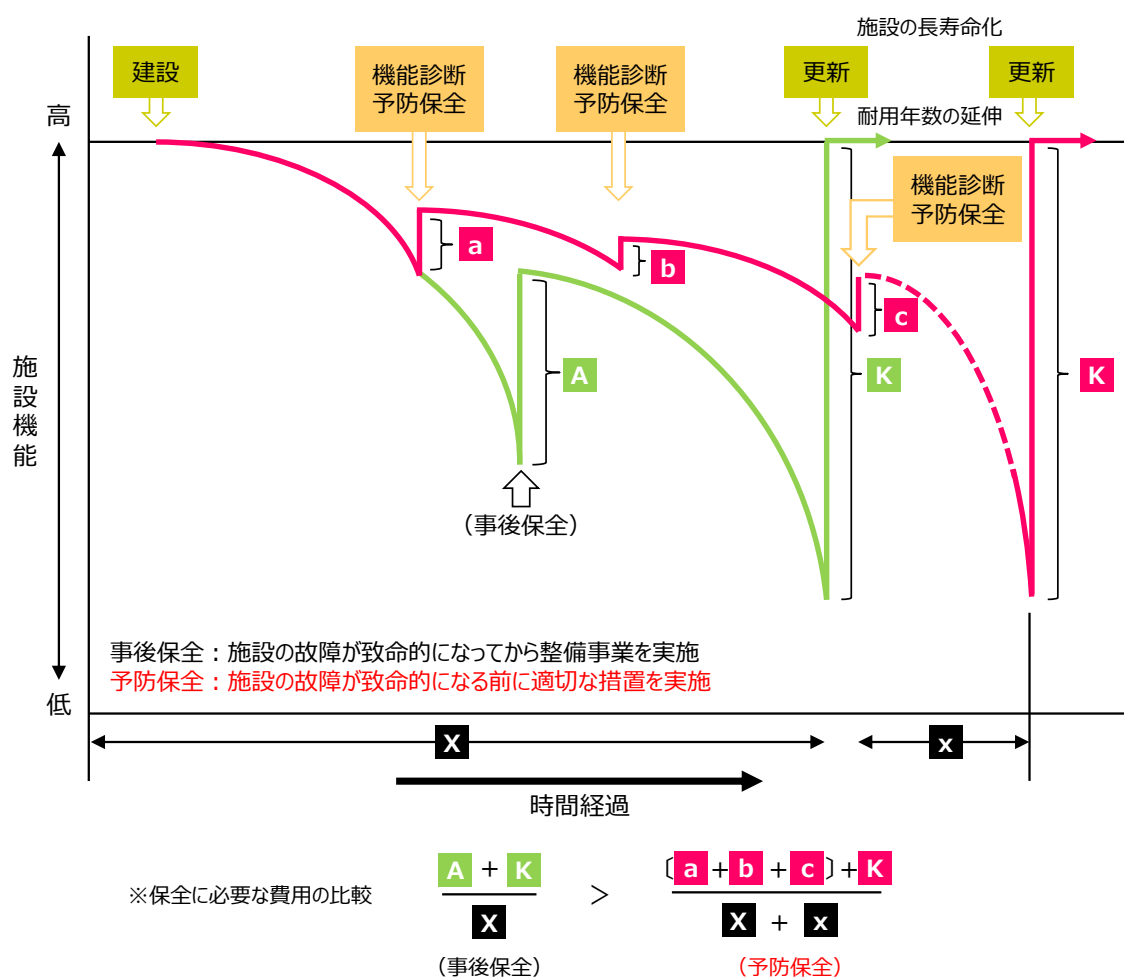 施設の長寿命化
建設
機能診断
予防保全
機能診断
予防保全
更新
更新
高
耐用年数の延伸
機能診断
予防保全
a
b
c
施設機能
A
K
K
（事後保全）
事後保全：施設の故障が致命的になってから整備事業を実施
予防保全：施設の故障が致命的になる前に適切な措置を実施
低
X
x
時間経過
※保全に必要な費用の比較
A + K
X
>
〔a+b+c〕+K
X + x
（事後保全）
（予防保全）